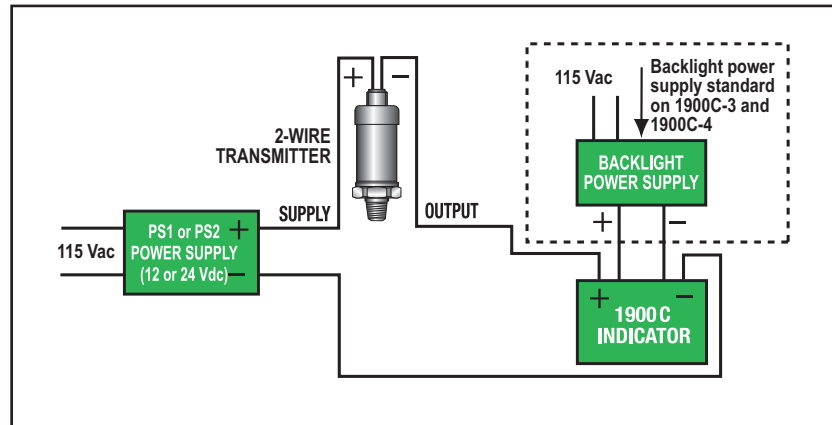 + −
2-WIRE
TRANSMITTER
SUPPLY
OUTPUT
115 Vac
PS1 or PS2
POWER SUPPLY
(12 or 24 Vdc)
+
−
115 Vac
Backlight power
supply standard
on 1900C-3 and
1900C-4
BACKLIGHT
POWER SUPPLY
+ −
+ −
1900 C
INDICATOR